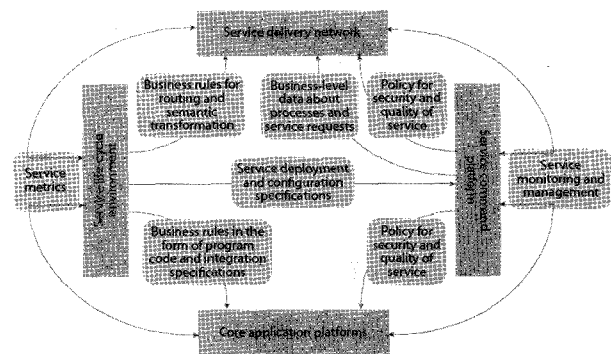 Service delivery network
Business rules for
routing and
semantic
transformation
Business-level
data about
processes and
service requests
Policy for
security and
quality of
service
Service
metrics
Service life-cycle
Service deployment
and configuration
specifications
Service command
platform
Service
monitoring and
management
Business rules in the
form of program
code and integration
specifications
Policy for
security and
quality of
service
Core application platforms